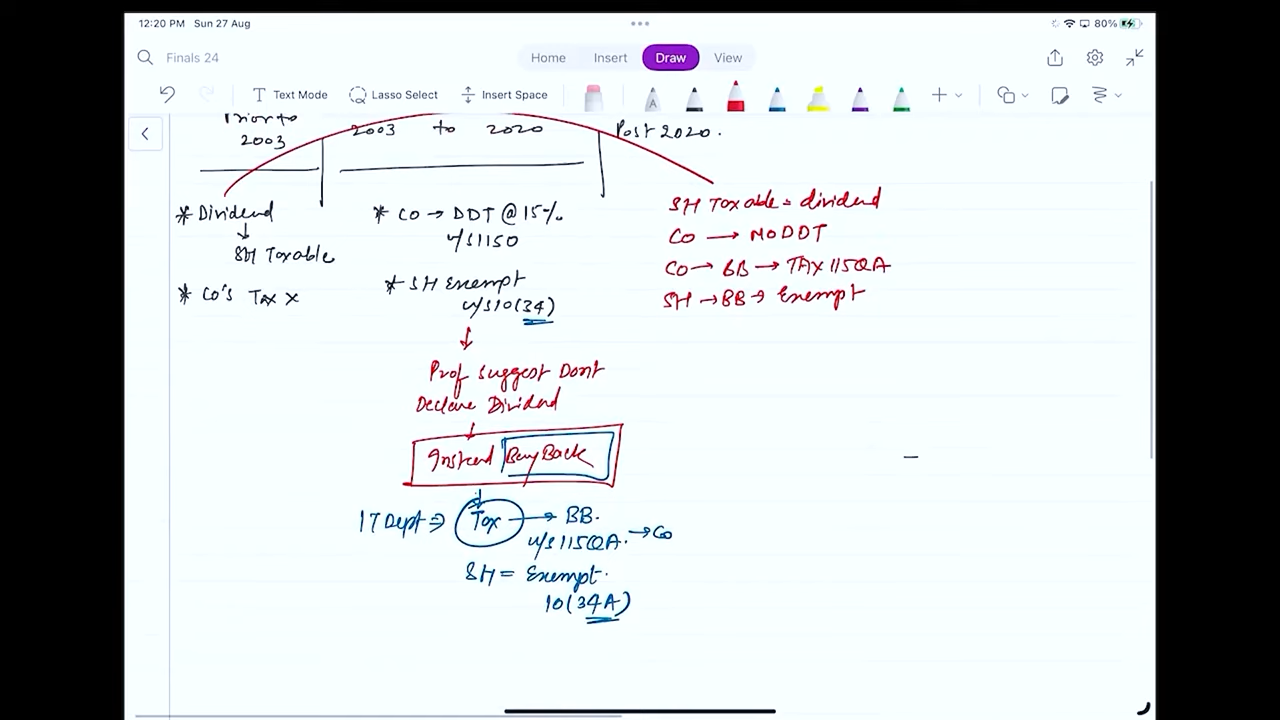 12:20 PM Sun 27 Aug
80%
Finals 24
Home Insert Draw View
Text Mode Lasso Select Insert Space
Prior to
2003
2003 to 2020
Post 2020.
* Dividend
↓
SH Taxable
* Co's Tax x
* CO → DDT @ 15%
u/s 115O
* SH Exempt
u/s 10(34)
↓
Prof Suggest Dont
Declare Dividend
↓
Instead BuyBack
↓
IT Dept ⇒ Tax → BB.
u/s 115QA. → Co
SH = Exempt.
10(34A)
SH Taxable = dividend
CO → NO DDT
CO → BB → TAX 115QA
SH → BB → Exempt